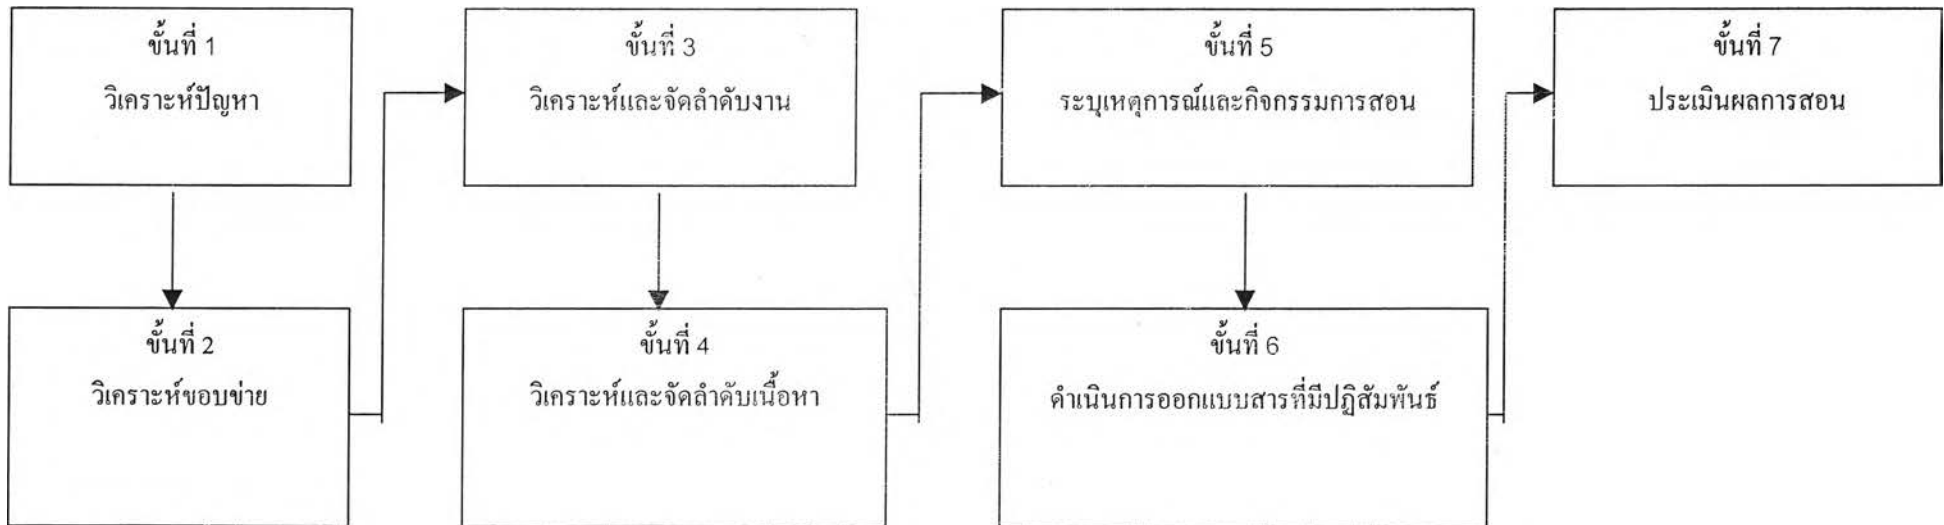 ขั้นที่ 1
วิเคราะห์ปัญหา
ขั้นที่ 2
วิเคราะห์ขอบข่าย
ขั้นที่ 3
วิเคราะห์และจัดลำดับงาน
ขั้นที่ 4
วิเคราะห์และจัดลำดับเนื้อหา
ขั้นที่ 5
ระบุเหตุการณ์และกิจกรรมการสอน
ขั้นที่ 6
ดำเนินการออกแบบสารที่มีปฏิสัมพันธ์
ขั้นที่ 7
ประเมินผลการสอน